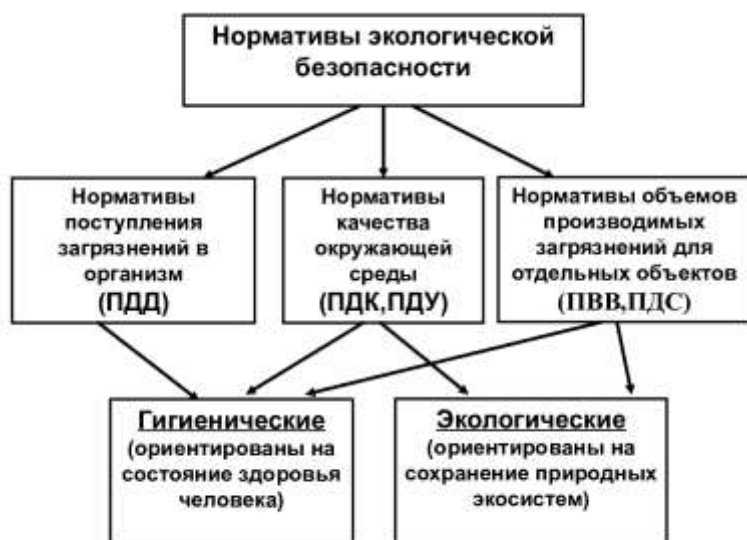 Нормативы экологической
безопасности
Нормативы
поступления
загрязнений в
организм
(ПДД)
Нормативы
качества
окружающей
среды
(ПДК,ПДУ)
Нормативы объемов
производимых
загрязнений для
отдельных объектов
(ПВВ,ПДС)
Гигиенические
(ориентированы на
состояние здоровья
человека)
Экологические
(ориентированы на
сохранение природных
экосистем)